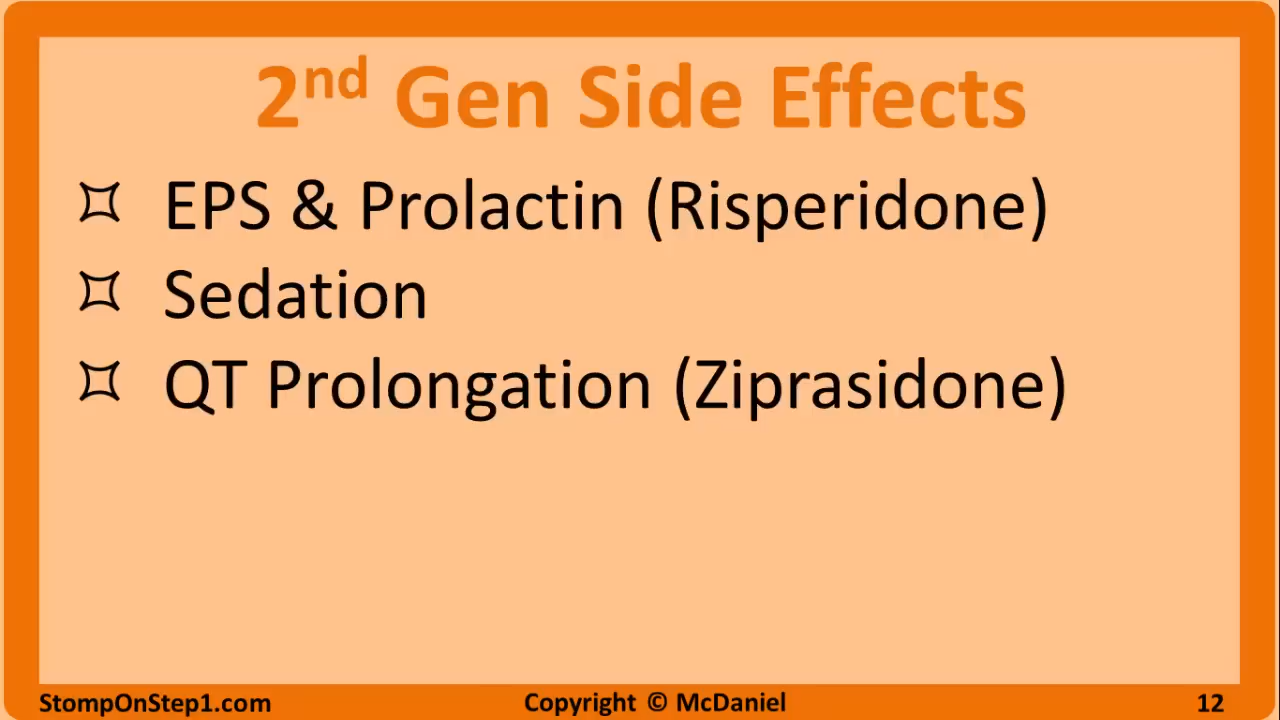 2nd Gen Side Effects
EPS & Prolactin (Risperidone)
Sedation
QT Prolongation (Ziprasidone)
StompOnStep1.com
Copyright © McDaniel
12